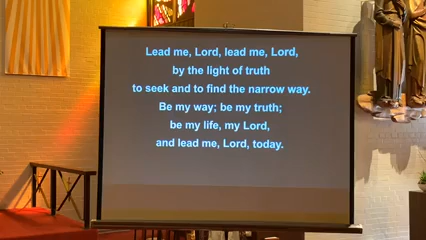 Lead me, Lord, lead me, Lord,
by the light of truth
to seek and to find the narrow way.
Be my way; be my truth;
be my life, my Lord,
and lead me, Lord, today.